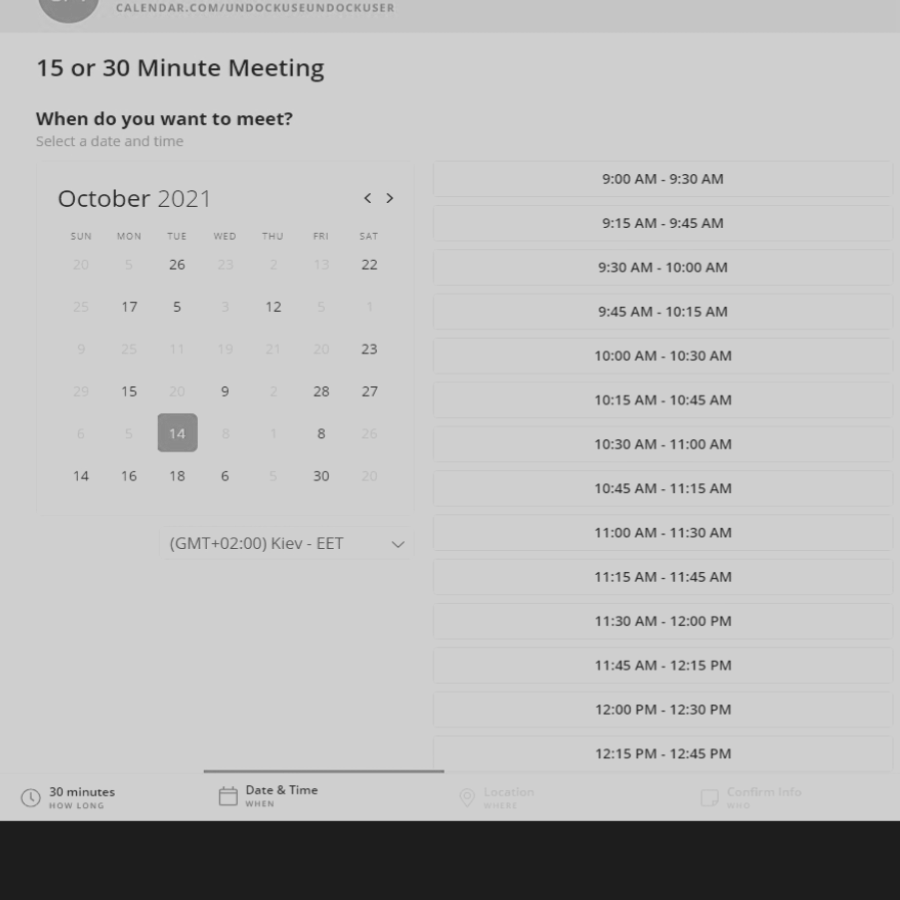 CALENDAR.COM/UNDOCKUSEUNDOCKUSER
15 or 30 Minute Meeting
When do you want to meet?
Select a date and time
October 2021 < >
SUN MON TUE WED THU FRI SAT
20 5 26 23 2 13 22
25 17 5 3 12 5 1
9 25 11 19 21 20 23
29 15 20 9 2 28 27
6 5 14 8 1 8 26
14 16 18 6 5 30 20
(GMT+02:00) Kiev - EET
9:00 AM - 9:30 AM
9:15 AM - 9:45 AM
9:30 AM - 10:00 AM
9:45 AM - 10:15 AM
10:00 AM - 10:30 AM
10:15 AM - 10:45 AM
10:30 AM - 11:00 AM
10:45 AM - 11:15 AM
11:00 AM - 11:30 AM
11:15 AM - 11:45 AM
11:30 AM - 12:00 PM
11:45 AM - 12:15 PM
12:00 PM - 12:30 PM
12:15 PM - 12:45 PM
30 minutes
HOW LONG
Date & Time
WHEN
Location
WHERE
Confirm Info
WHO